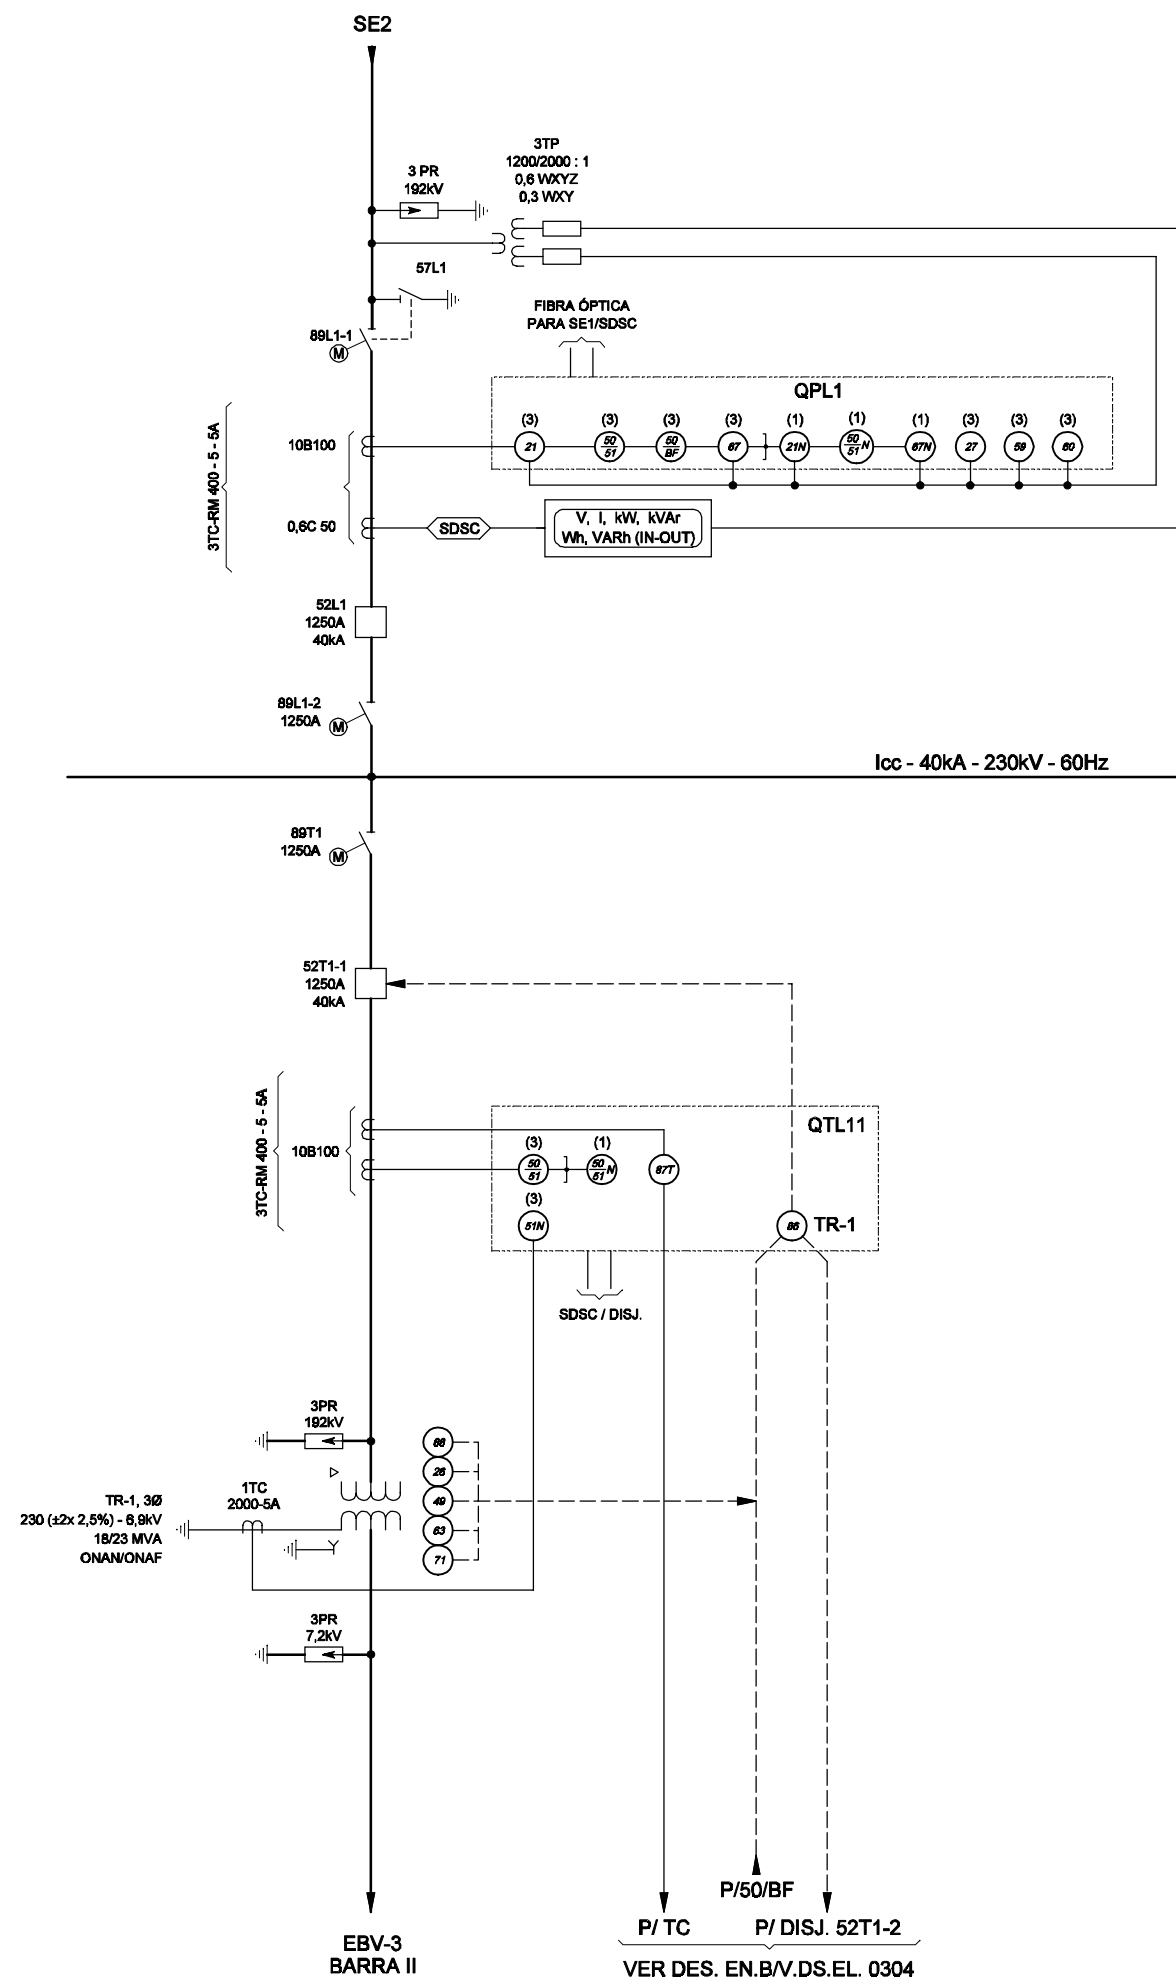 SE2
3 PR
192kV
3TP
1200/2000 : 1
0,6 WXYZ
0,3 WXY
57L1
89L1-1
M
FIBRA ÓPTICA
PARA SE1/SDSC
QPL1
3TC-RM 400 - 5 - 5A
10B100
(3) (3) (3) (3) (1) (1) (1) (3) (3) (3)
21 50/51 50/BF 67 21N 50/51 N 67N 27 59 60
0,6C 50
SDSC
V, I, kW, kVAr
Wh, VARh (IN-OUT)
52L1
1250A
40kA
89L1-2
1250A
M
Icc - 40kA - 230kV - 60Hz
89T1
1250A
M
52T1-1
1250A
40kA
3TC-RM 400 - 5 - 5A
10B100
QTL11
(3) (1)
50/51 50/51 N 87T
(3)
51N
86 TR-1
SDSC / DISJ.
3PR
192kV
26
49
63
71
1TC
2000-5A
TR-1, 3Ø
230 (±2x 2,5%) - 6,9kV
18/23 MVA
ONAN/ONAF
3PR
7,2kV
P/50/BF
P/ TC
P/ DISJ. 52T1-2
EBV-3
BARRA II
VER DES. EN.B/V.DS.EL. 0304